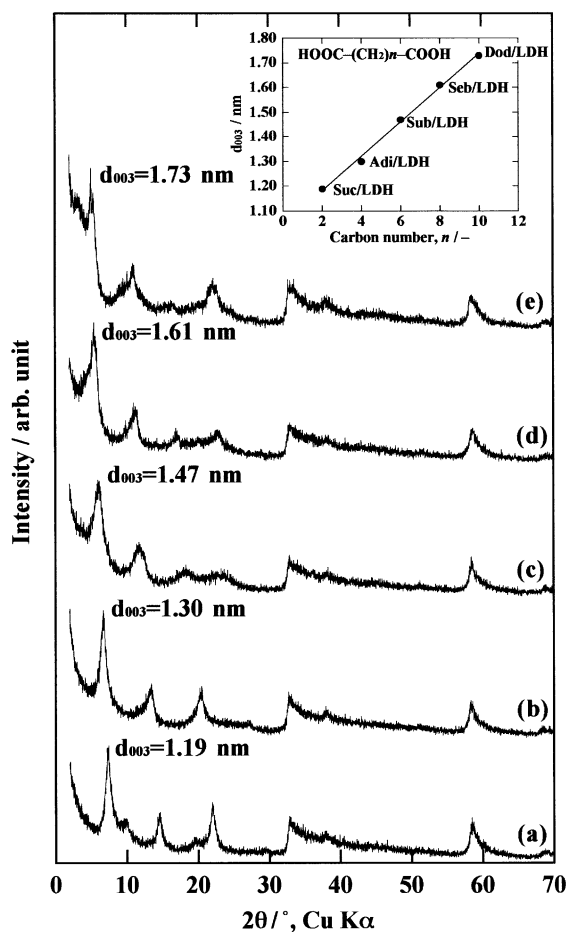 1.80
HOOC–(CH2)n–COOH
Dod/LDH
1.70
Seb/LDH
1.60
1.50
Sub/LDH
1.40
Adi/LDH
1.30
1.20
Suc/LDH
1.10
d003 / nm
0 2 4 6 8 10 12
Carbon number, n / –
d003=1.73 nm
(e)
d003=1.61 nm
(d)
d003=1.47 nm
(c)
d003=1.30 nm
(b)
d003=1.19 nm
(a)
Intensity / arb. unit
0 10 20 30 40 50 60 70
2θ / °, Cu Kα